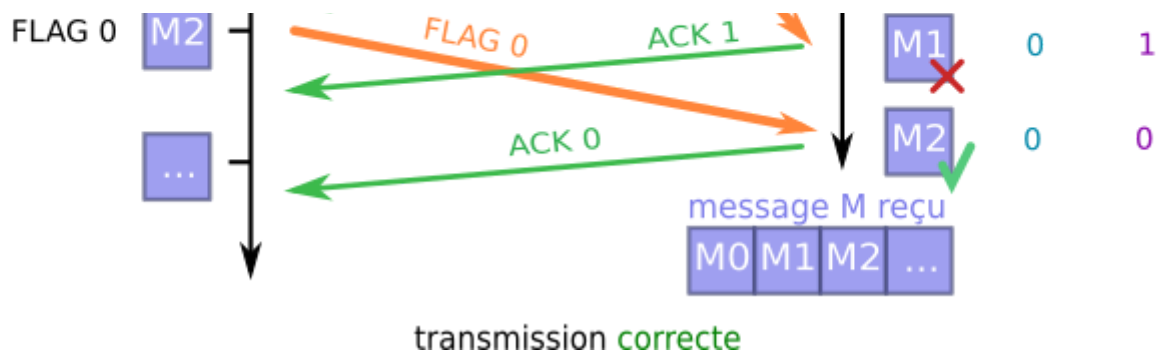 FLAG 0
M2
FLAG 0
ACK 1
M1
0
1
ACK 0
M2
0
0
...
message M reçu
M0 M1 M2 ...
transmission correcte